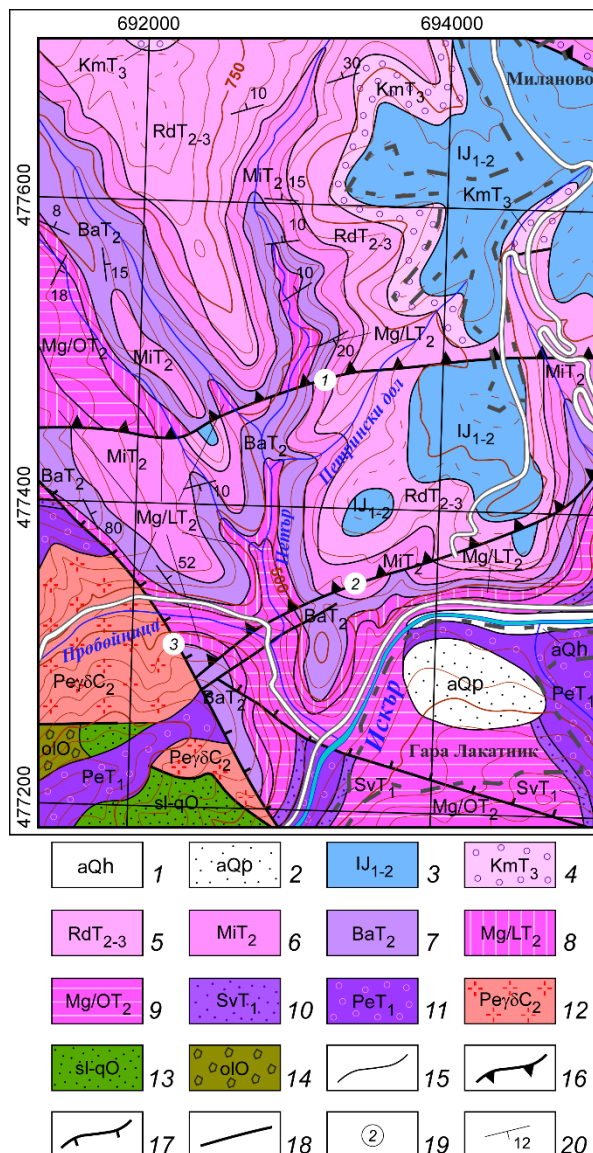 692000 694000
KmT3
750
10
30
KmT3
Миланово
RdT2-3
10
IJ1-2
477600
MiT2
15
KmT3
8
BaT2
10
RdT2-3
15
18
10
Mg/LT2
20
Mg/OT2
MiT2
1
MiT2
BaT2
Петрински дол
IJ1-2
BaT2
MiT2
10
RdT2-3
477400
Mg/LT2
IJ1-2
80
Петър
MiT2
Mg/LT2
52
500
2
BaT2
Пробойница
3
aQh
PeγδC2
BaT2
Искър
aQp
PeT1
olO
Гара Лакатник
PeγδC2
PeT1
SvT1
SvT1
Mg/OT2
477200
sl-qO
aQh 1 aQp 2 IJ1-2 3 KmT3 4
RdT2-3 5 MiT2 6 BaT2 7 Mg/LT2 8
Mg/OT2 9 SvT1 10 PeT1 11 PeγδC2 12
sl-qO 13 olO 14 15 16
17 18 2 19 12 20